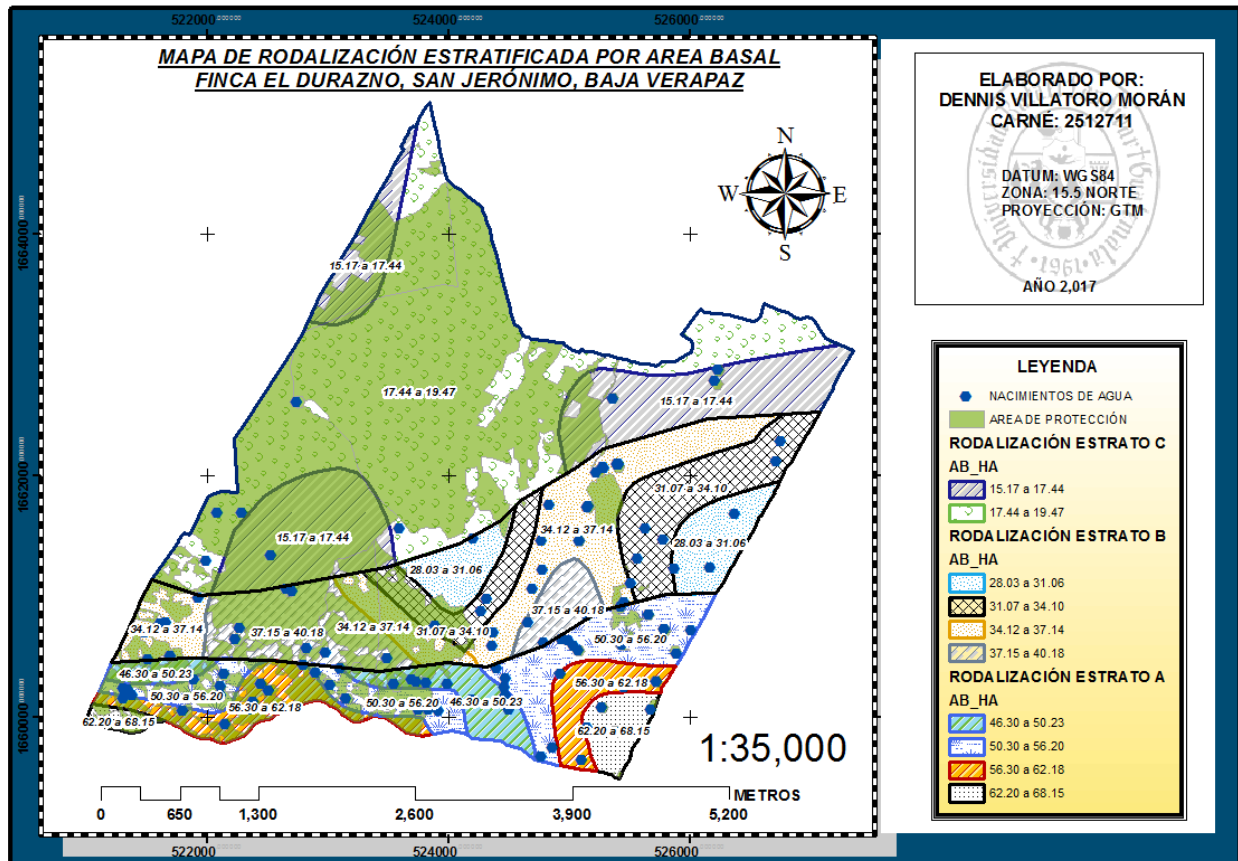 522000
524000
526000
MAPA DE RODALIZACIÓN ESTRATIFICADA POR AREA BASAL
FINCA EL DURAZNO, SAN JERÓNIMO, BAJA VERAPAZ
N
W
E
S
1664000
1662000
1660000
15.17 a 17.44
17.44 a 19.47
15.17 a 17.44
31.07 a 34.10
15.17 a 17.44
28.03 a 31.06
28.03 a 31.06
37.15 a 40.18
34.12 a 37.14
37.15 a 40.18
34.12 a 37.14
31.07 a 34.10
50.30 a 56.20
46.30 a 50.23
56.30 a 62.18
50.30 a 56.20
56.30 a 62.18
50.30 a 56.20
46.30 a 50.23
62.20 a 68.15
62.20 a 68.15
1:35,000
METROS
0 650 1,300 2,600 3,900 5,200
522000
524000
526000
ELABORADO POR:
DENNIS VILLATORO MORÁN
CARNÉ: 2512711
DATUM: WGS84
ZONA: 15.5 NORTE
PROYECCIÓN: GTM
•1961•
AÑO 2,017
LEYENDA
NACIMIENTOS DE AGUA
AREA DE PROTECCIÓN
RODALIZACIÓN ESTRATO C
AB_HA
15.17 a 17.44
17.44 a 19.47
RODALIZACIÓN ESTRATO B
AB_HA
28.03 a 31.06
31.07 a 34.10
34.12 a 37.14
37.15 a 40.18
RODALIZACIÓN ESTRATO A
AB_HA
46.30 a 50.23
50.30 a 56.20
56.30 a 62.18
62.20 a 68.15